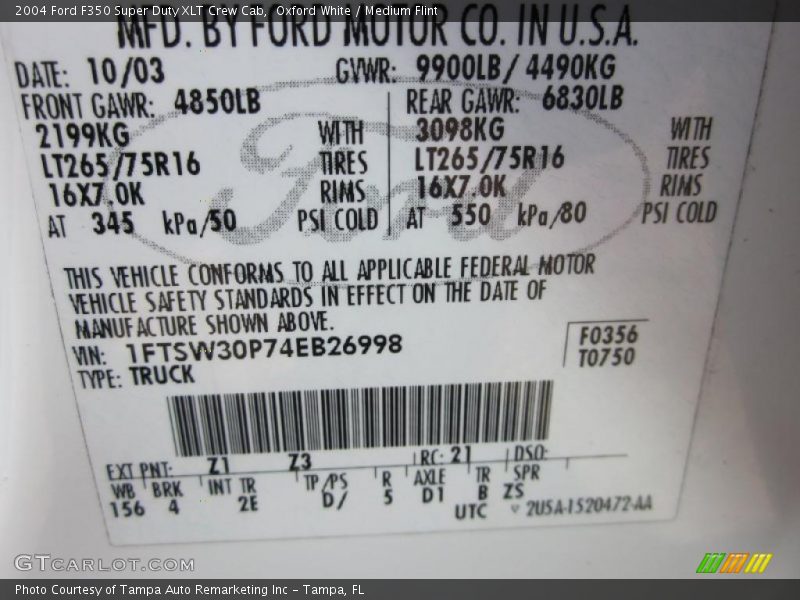 2004 Ford F350 Super Duty XLT Crew Cab, Oxford White / Medium Flint
MFD. BY FORD MOTOR CO. IN U.S.A.
DATE: 10/03 GVWR: 9900LB/ 4490KG
FRONT GAWR: 4850LB REAR GAWR: 6830LB
2199KG WITH 3098KG WITH
LT265/75R16 TIRES LT265/75R16 TIRES
16X7.0K RIMS 16X7.0K RIMS
AT 345 kPa/50 PSI COLD AT 550 kPa/80 PSI COLD
Ford
THIS VEHICLE CONFORMS TO ALL APPLICABLE FEDERAL MOTOR
VEHICLE SAFETY STANDARDS IN EFFECT ON THE DATE OF
MANUFACTURE SHOWN ABOVE.
VIN: 1FTSW30P74EB26998 F0356
TYPE: TRUCK T0750
EXT PNT: Z1 Z3 RC: 21 DSO:
WB BRK INT TR TP/PS R AXLE TR SPR
156 4 2E D/ 5 D1 B ZS
UTC 2U5A-1520472-AA
GTCARLOT.COM
Photo Courtesy of Tampa Auto Remarketing Inc – Tampa, FL